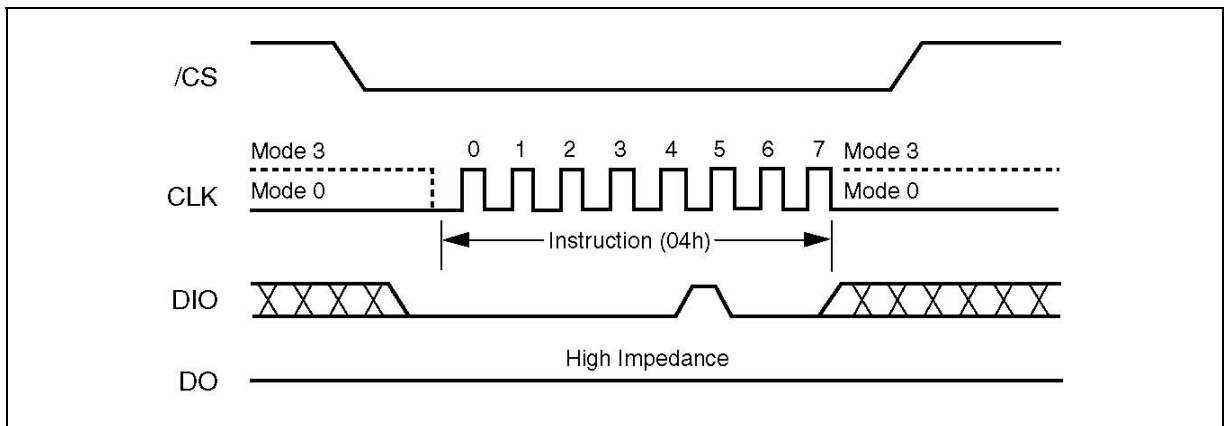 /CS
Mode 3 0 1 2 3 4 5 6 7 Mode 3
CLK Mode 0 Mode 0
Instruction (04h)
DIO
High Impedance
DO